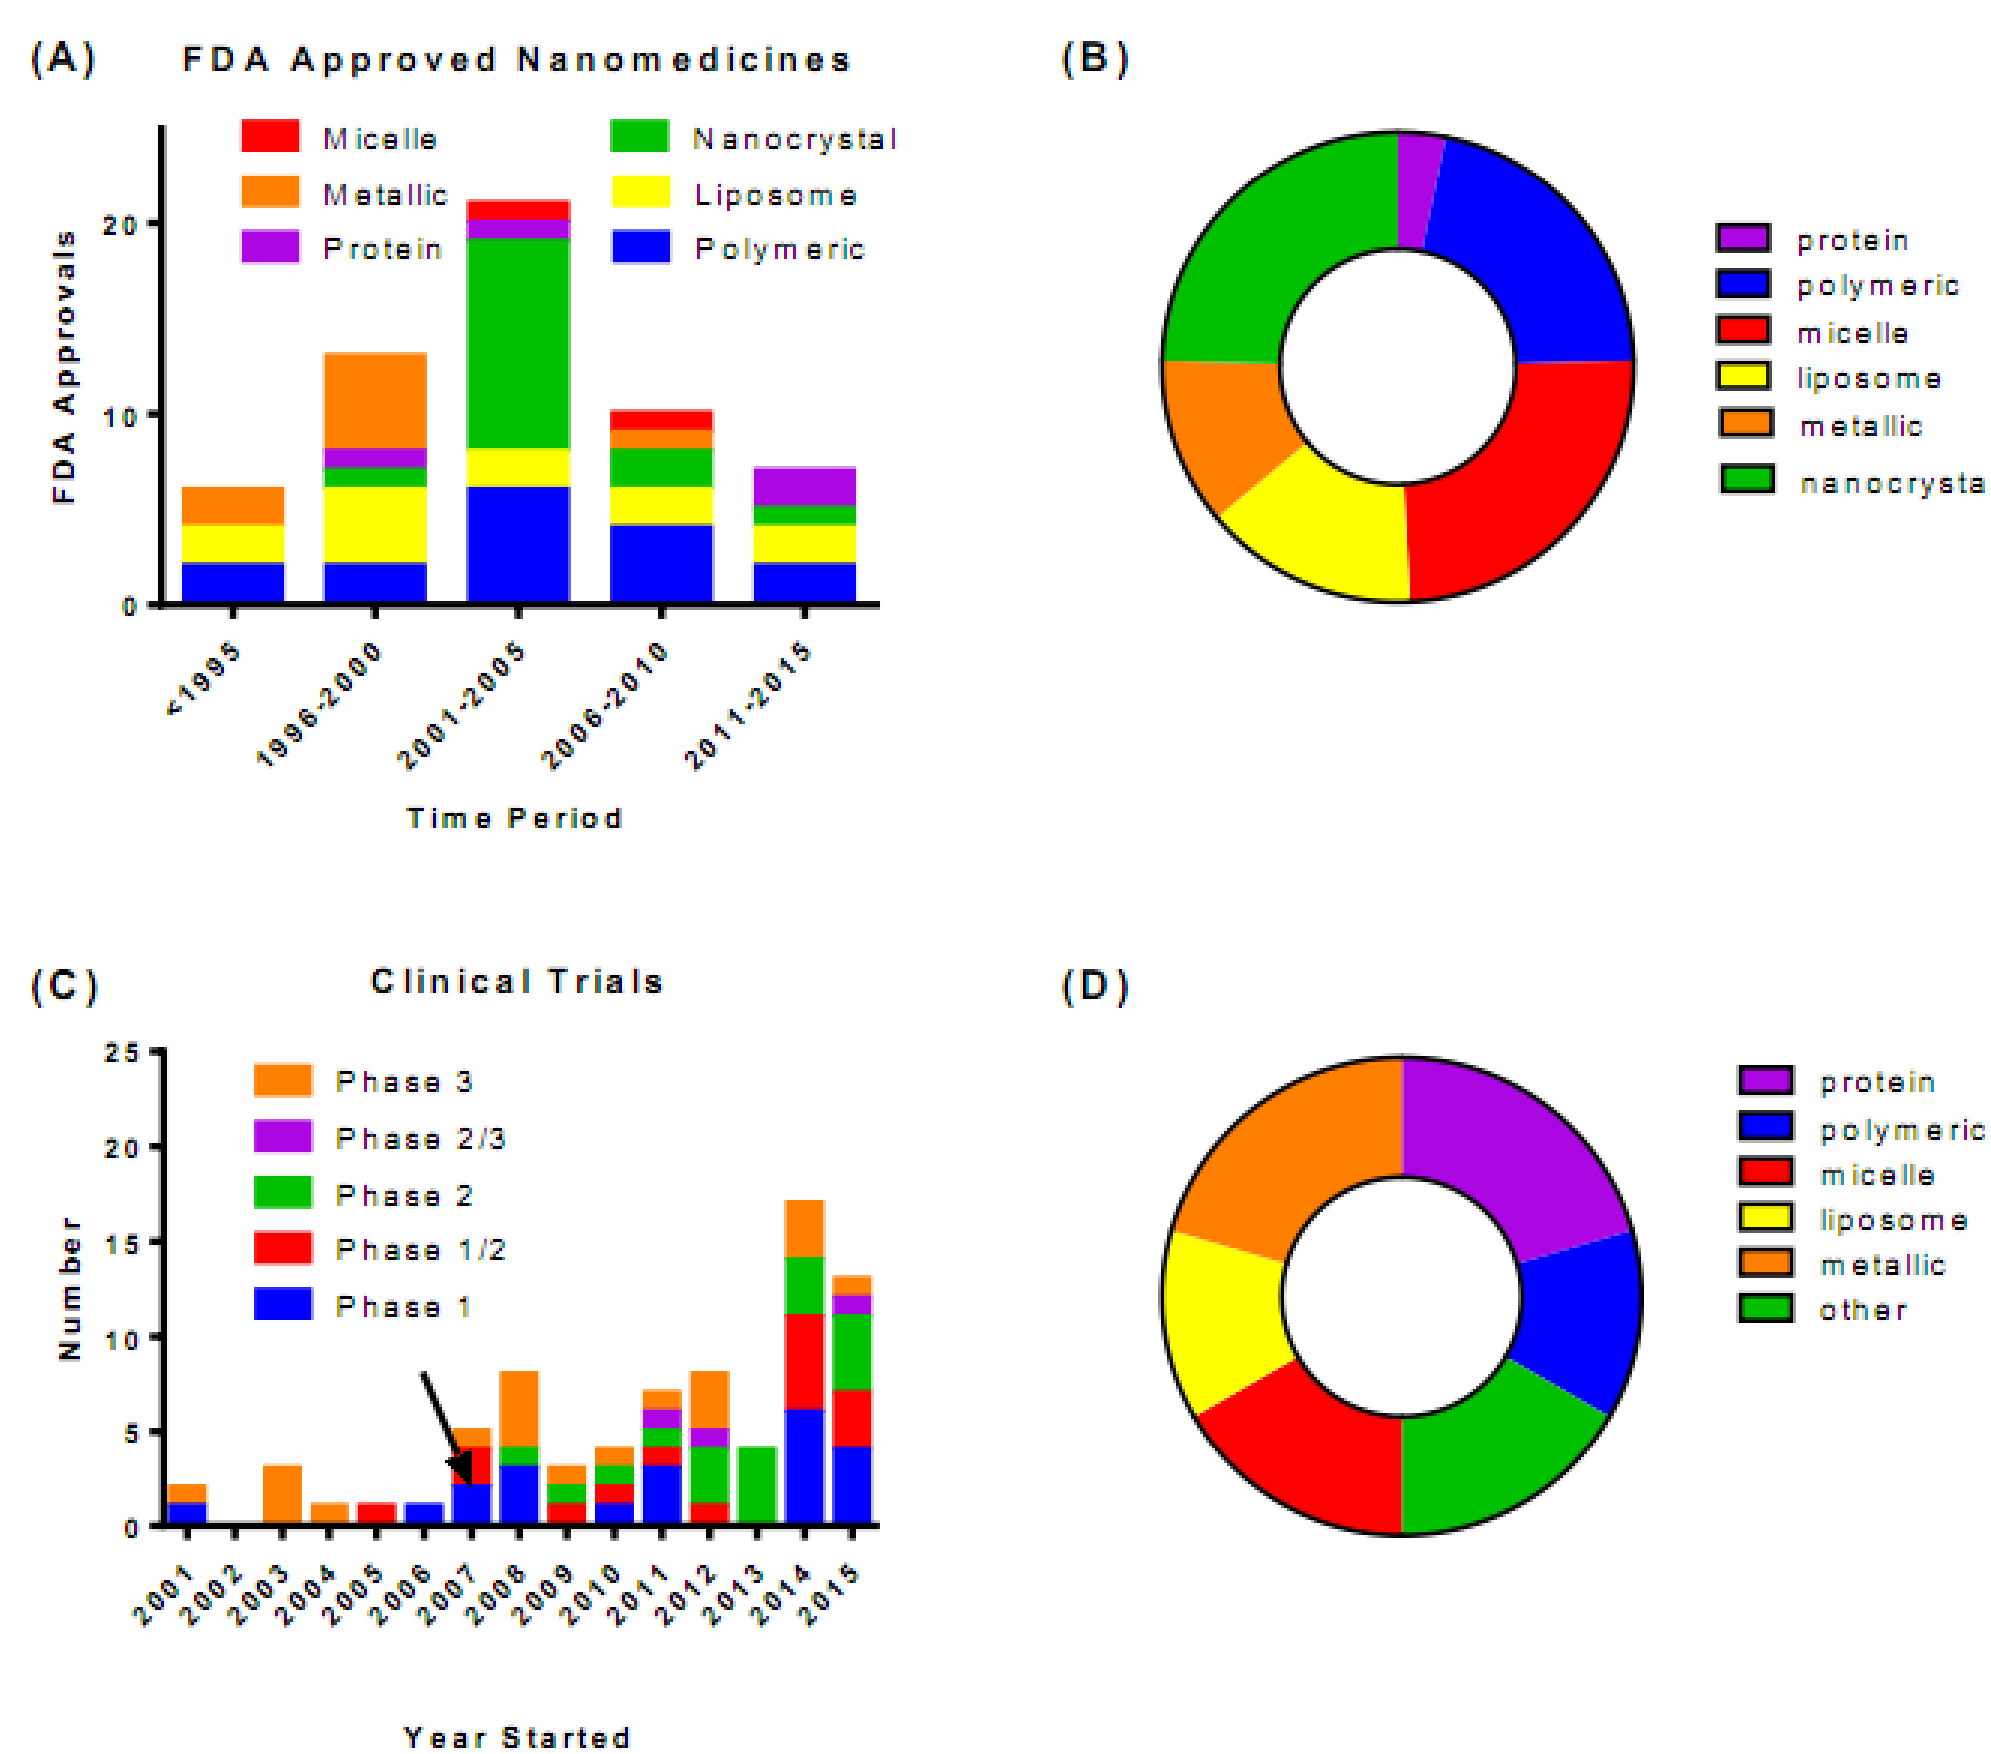 (A)
FDA Approved Nanomedicines
Micelle
Nanocrystal
Metallic
Liposome
Protein
Polymeric
FDA Approvals
20
10
0
<1995
1996-2000
2001-2005
2006-2010
2011-2015
Time Period
(B)
protein
polymeric
micelle
liposome
metallic
nanocrysta
(C)
Clinical Trials
Phase 3
Phase 2/3
Phase 2
Phase 1/2
Phase 1
Number
25
20
15
10
5
0
2001
2002
2003
2004
2005
2006
2007
2008
2009
2010
2011
2012
2013
2014
2015
Year Started
(D)
protein
polymeric
micelle
liposome
metallic
other